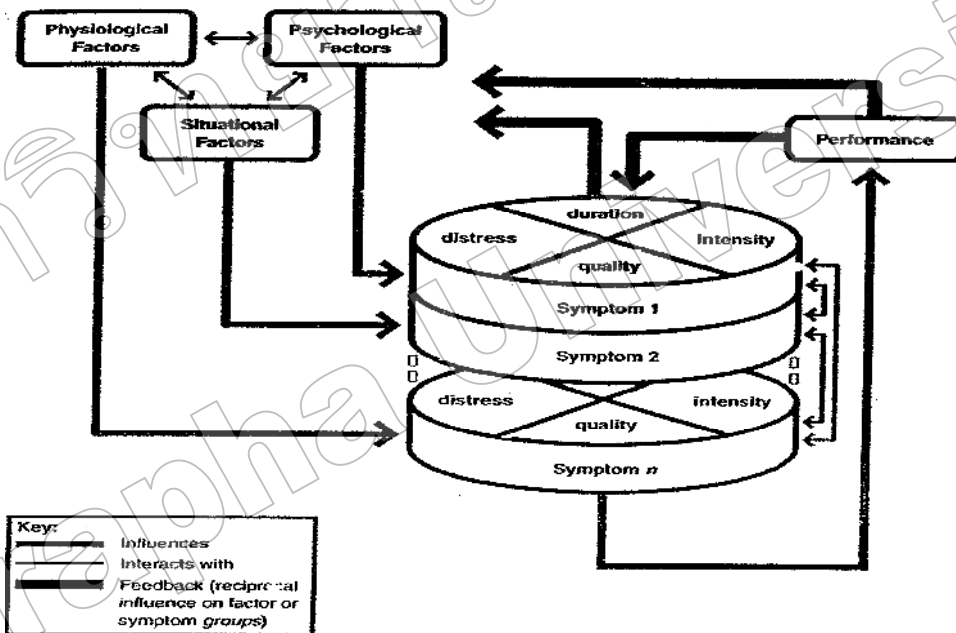 Physiological
Factors
Psychological
Factors
Situational
Factors
Performance
duration
distress
intensity
quality
Symptom 1
Symptom 2
distress
intensity
quality
Symptom n
Key:
Influences
Interacts with
Feedback (reciprocal
influence on factor or
symptom groups)